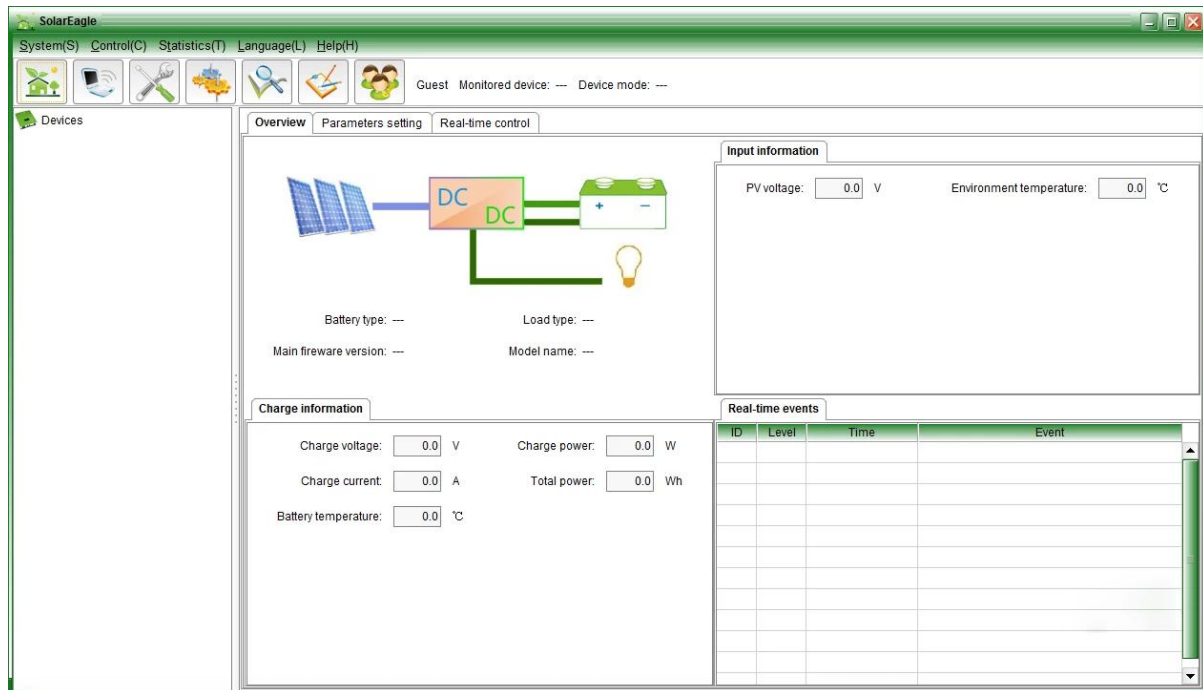 SolarEagle
System(S) Control(C) Statistics(T) Language(L) Help(H)
Guest Monitored device: --- Device mode: ---
Devices
Overview Parameters setting Real-time control
DC
DC
+ −
Battery type: --- Load type: ---
Main fireware version: --- Model name: ---
Input information
PV voltage: 0.0 V Environment temperature: 0.0 ℃
Charge information
Charge voltage: 0.0 V Charge power: 0.0 W
Charge current: 0.0 A Total power: 0.0 Wh
Battery temperature: 0.0 ℃
Real-time events
ID Level Time Event